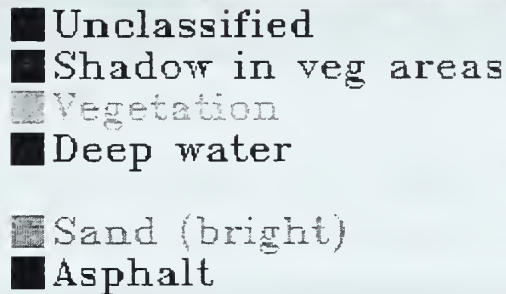 Unclassified
Shadow in veg areas
Vegetation
Deep water
Sand (bright)
Asphalt